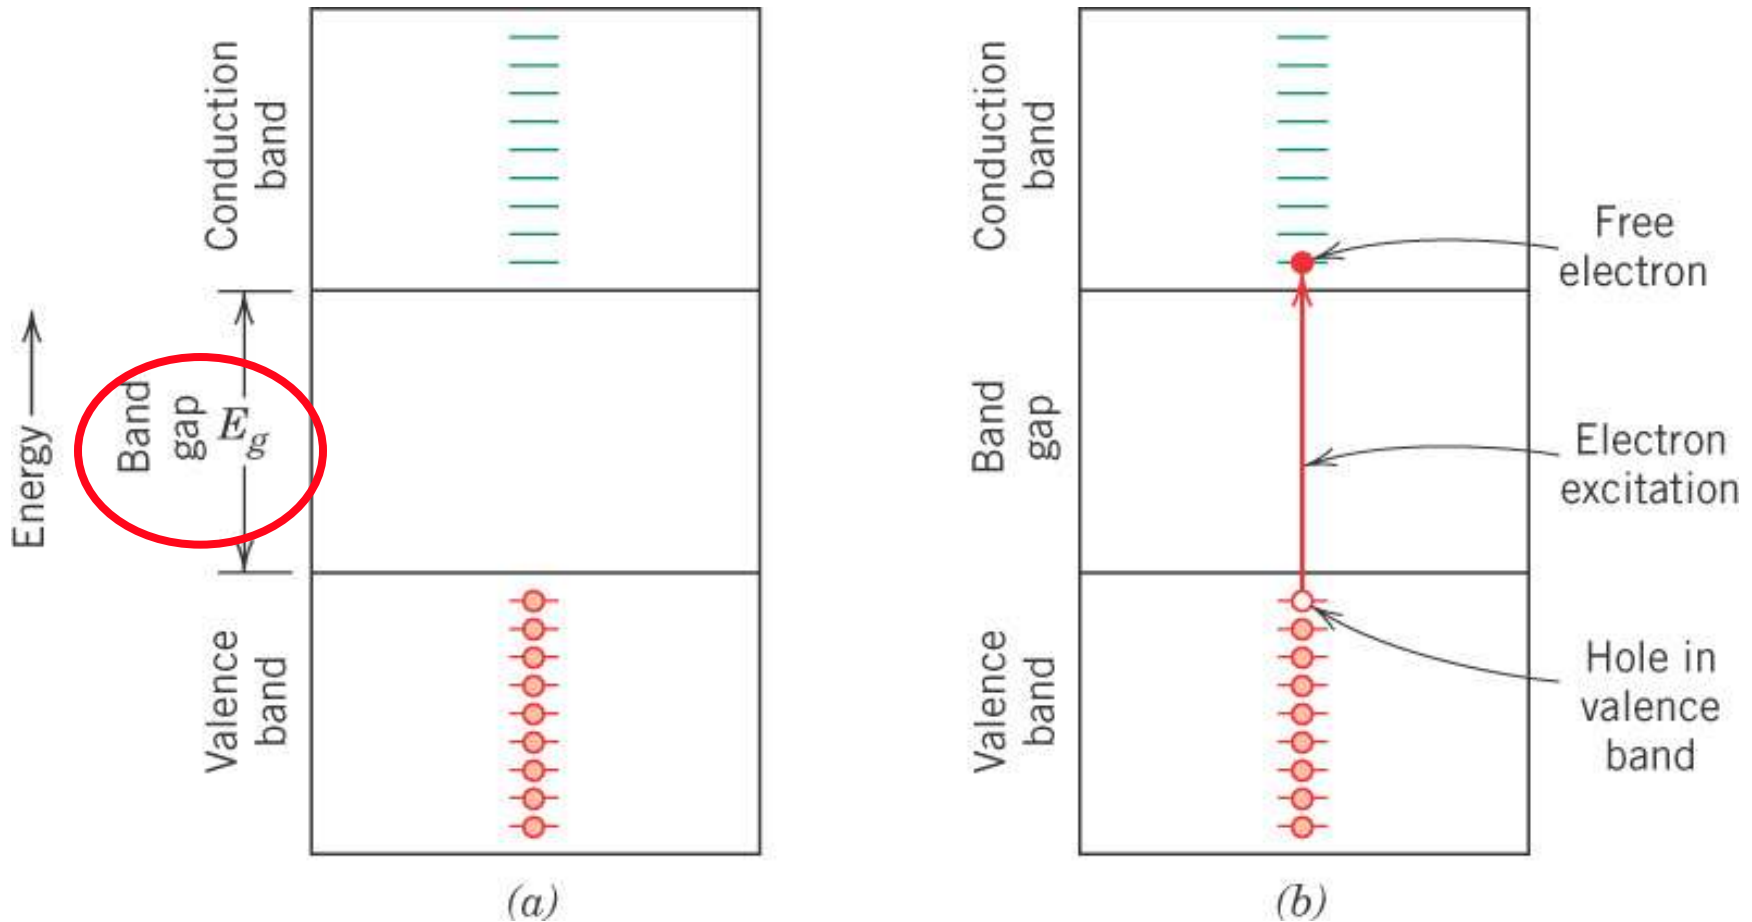 Energy
Conduction
band
Band
gap
E_g
Valence
band
(a)
Conduction
band
Band
gap
Valence
band
Free
electron
Electron
excitation
Hole in
valence
band
(b)